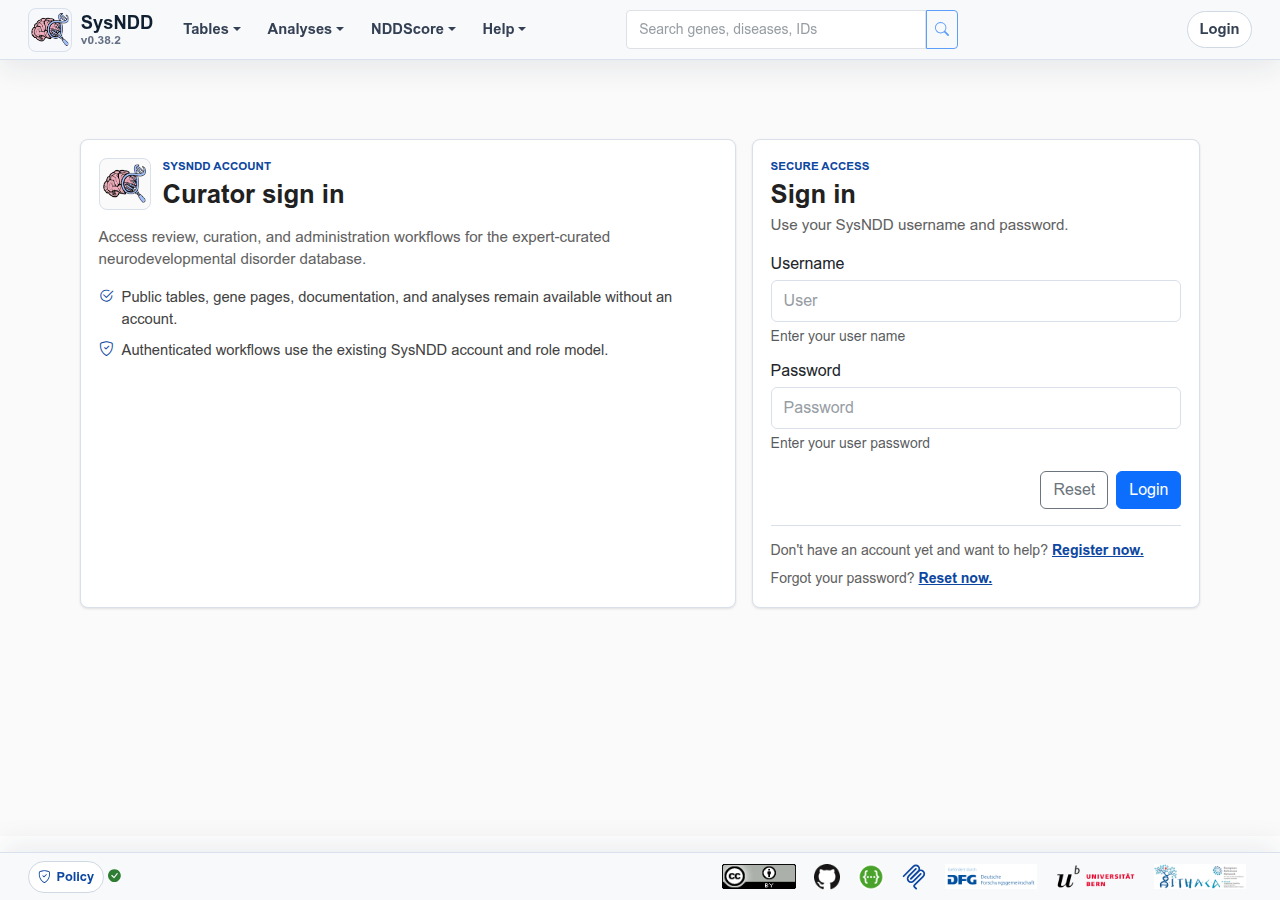 SysNDD
v0.38.2
Tables
Analyses
NDDScore
Help
Search genes, diseases, IDs
Login
SYSNDD ACCOUNT
Curator sign in
Access review, curation, and administration workflows for the expert-curated
neurodevelopmental disorder database.
Public tables, gene pages, documentation, and analyses remain available without an
account.
Authenticated workflows use the existing SysNDD account and role model.
SECURE ACCESS
Sign in
Use your SysNDD username and password.
Username
User
Enter your user name
Password
Password
Enter your user password
Reset
Login
Don't have an account yet and want to help? Register now.
Forgot your password? Reset now.
Policy
cc
BY
DFG Deutsche
Forschungsgemeinschaft
u b UNIVERSITÄT
BERN
ITHACA